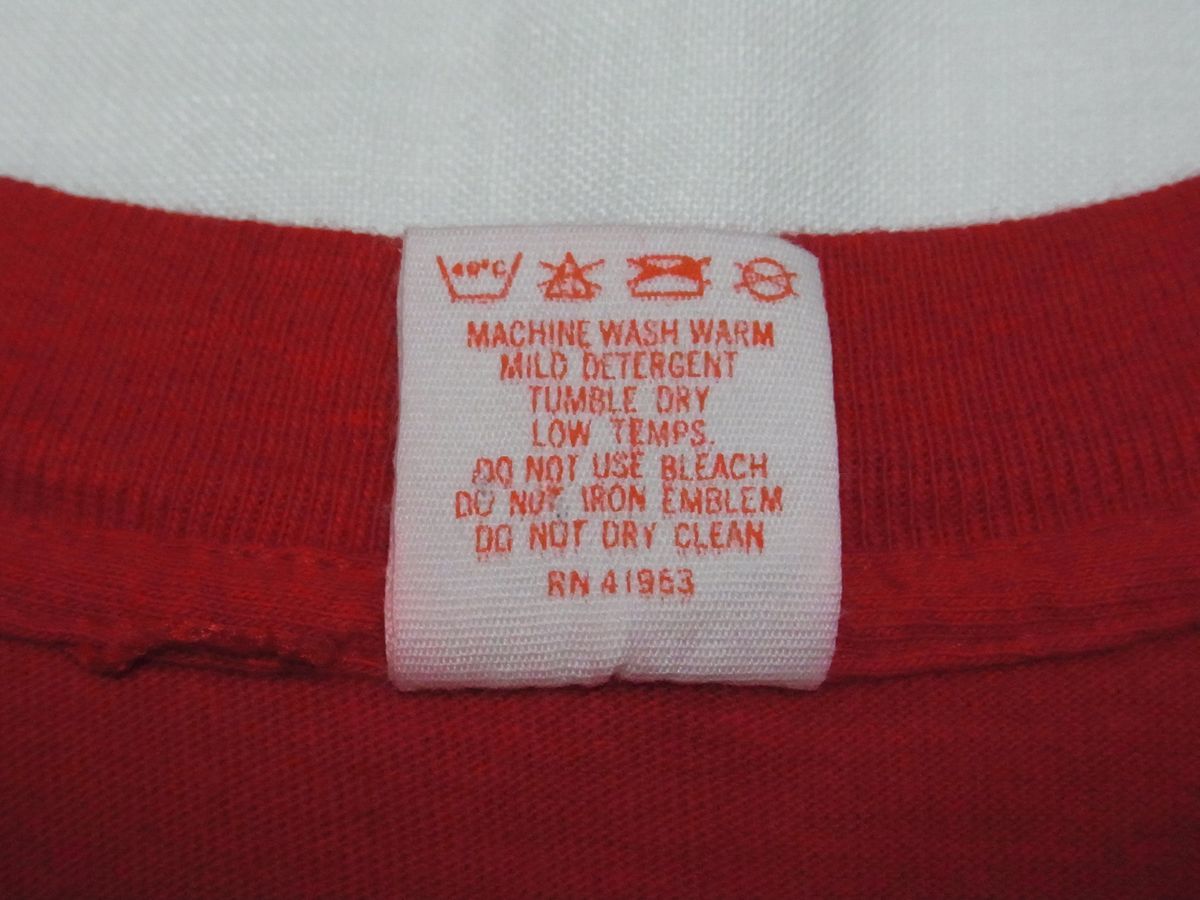 40°C
MACHINE WASH WARM
MILD DETERGENT
TUMBLE DRY
LOW TEMPS.
DO NOT USE BLEACH
DO NOT IRON EMBLEM
DO NOT DRY CLEAN
RN 41963